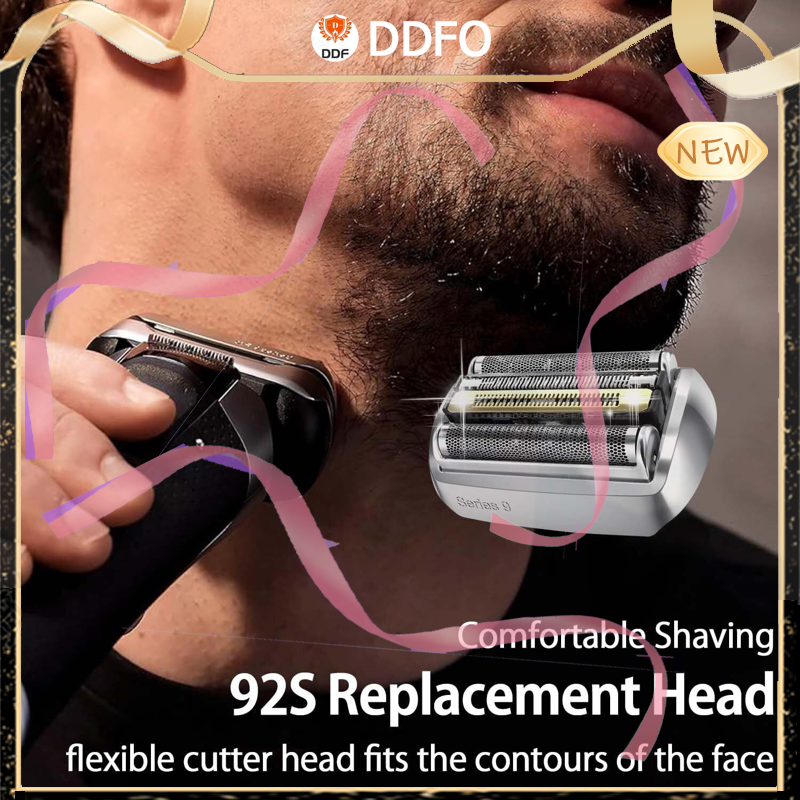 DDF
DDFO
NEW
Series 9
Comfortable Shaving
92S Replacement Head
flexible cutter head fits the contours of the face